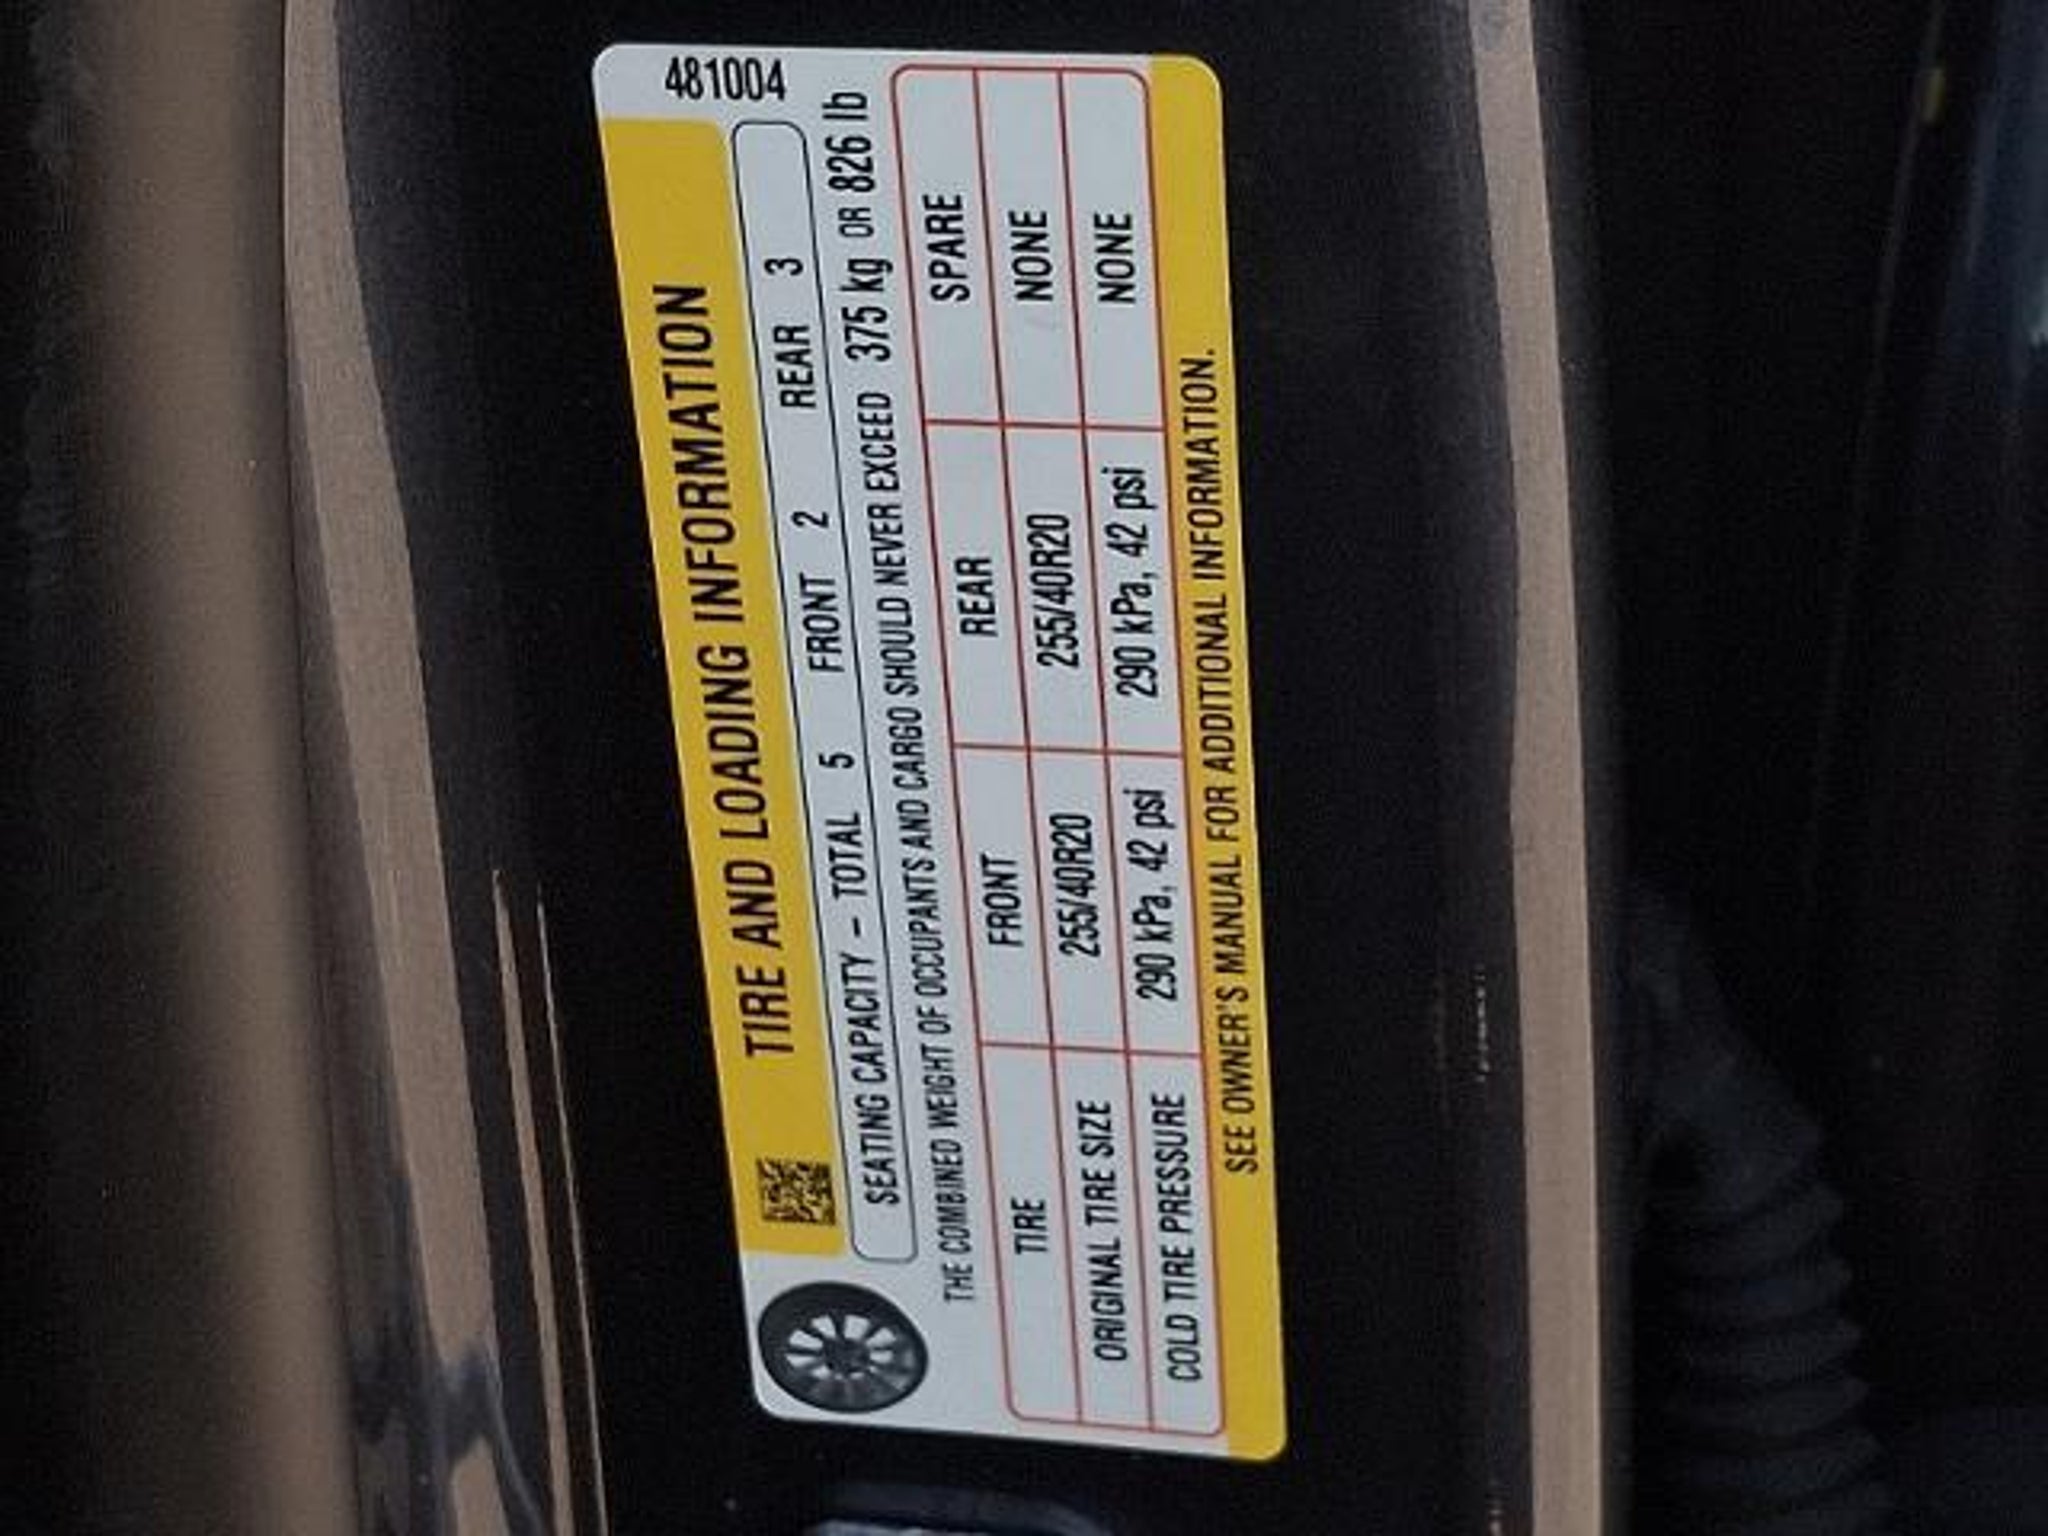 TIRE AND LOADING INFORMATION
481004
SEATING CAPACITY – TOTAL 5 FRONT 2 REAR 3
THE COMBINED WEIGHT OF OCCUPANTS AND CARGO SHOULD NEVER EXCEED 375 kg OR 826 lb
TIRE FRONT REAR SPARE
ORIGINAL TIRE SIZE 255/40R20 255/40R20 NONE
COLD TIRE PRESSURE 290 kPa, 42 psi 290 kPa, 42 psi NONE
SEE OWNER'S MANUAL FOR ADDITIONAL INFORMATION.